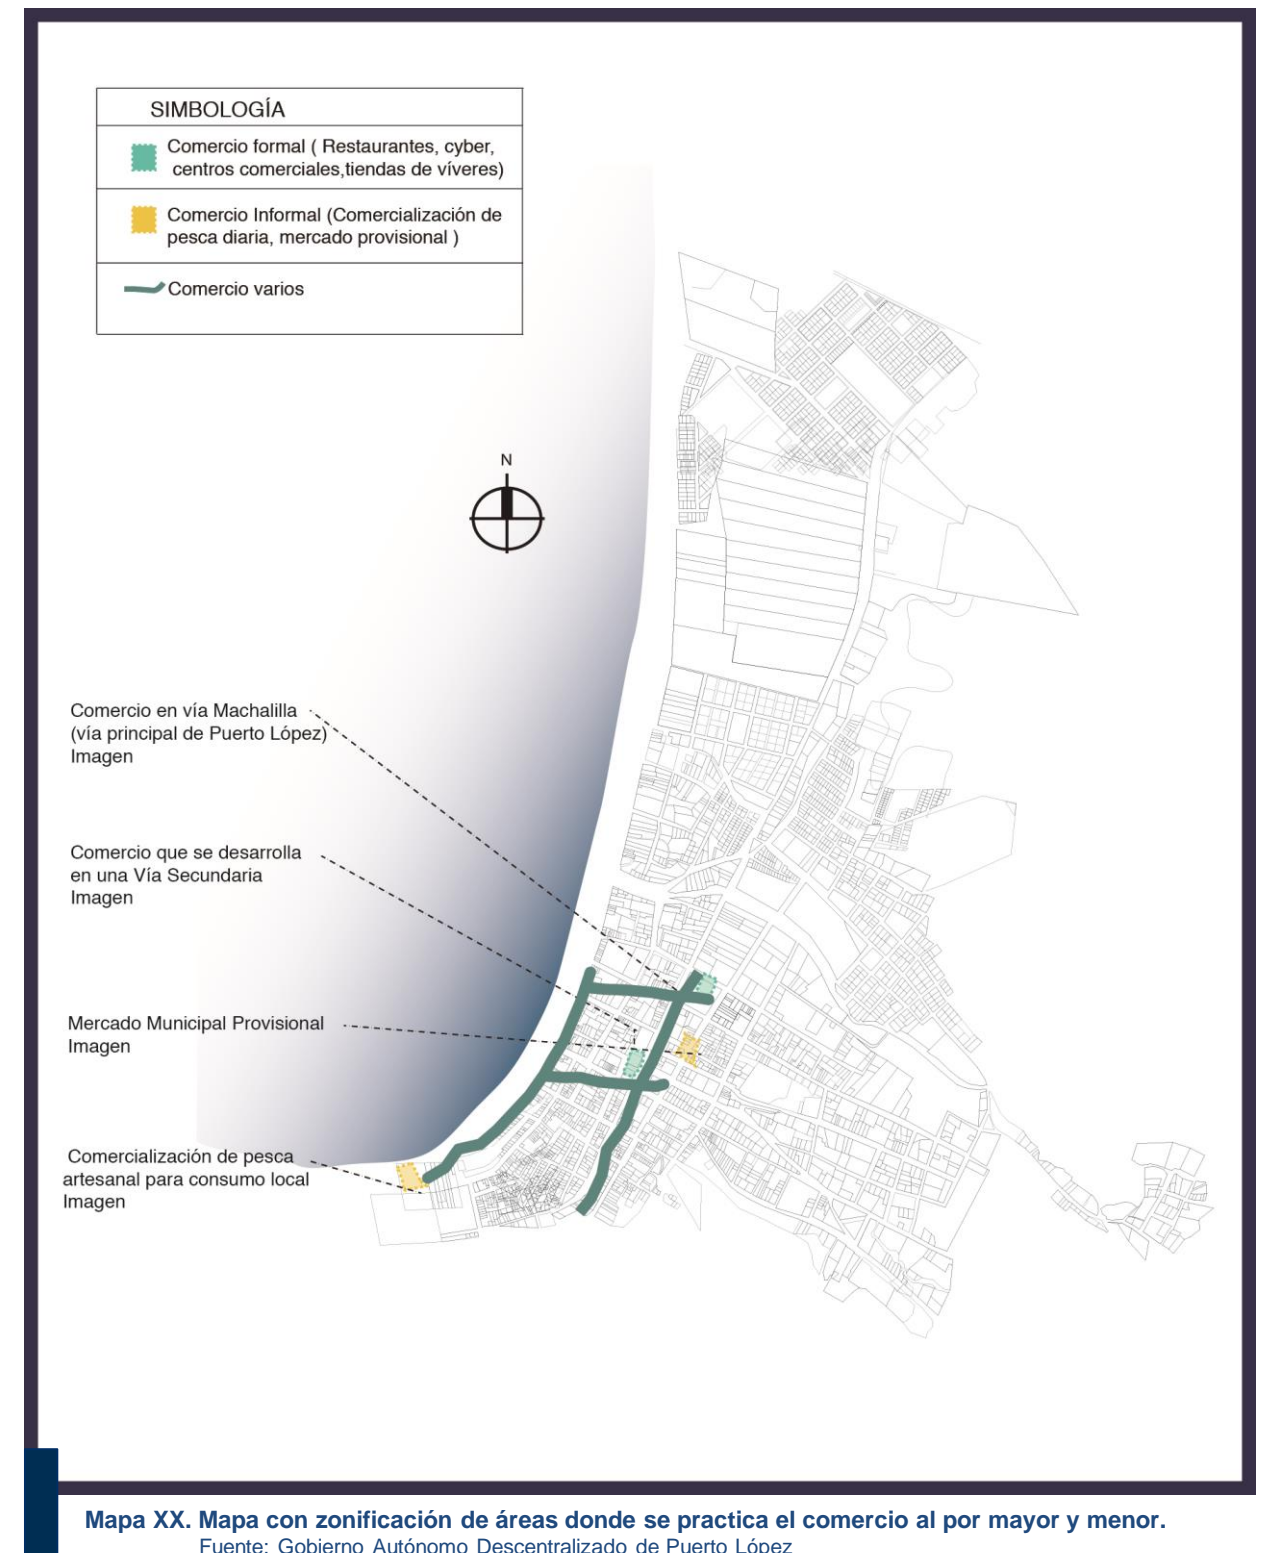 SIMBOLOGÍA
Comercio formal ( Restaurantes, cyber,
centros comerciales,tiendas de víveres)
Comercio Informal (Comercialización de
pesca diaria, mercado provisional )
Comercio varios
N
Comercio en vía Machalilla
(vía principal de Puerto López)
Imagen
Comercio que se desarrolla
en una Vía Secundaria
Imagen
Mercado Municipal Provisional
Imagen
Comercialización de pesca
artesanal para consumo local
Imagen
Mapa XX. Mapa con zonificación de áreas donde se practica el comercio al por mayor y menor.
Fuente: Gobierno Autónomo Descentralizado de Puerto López